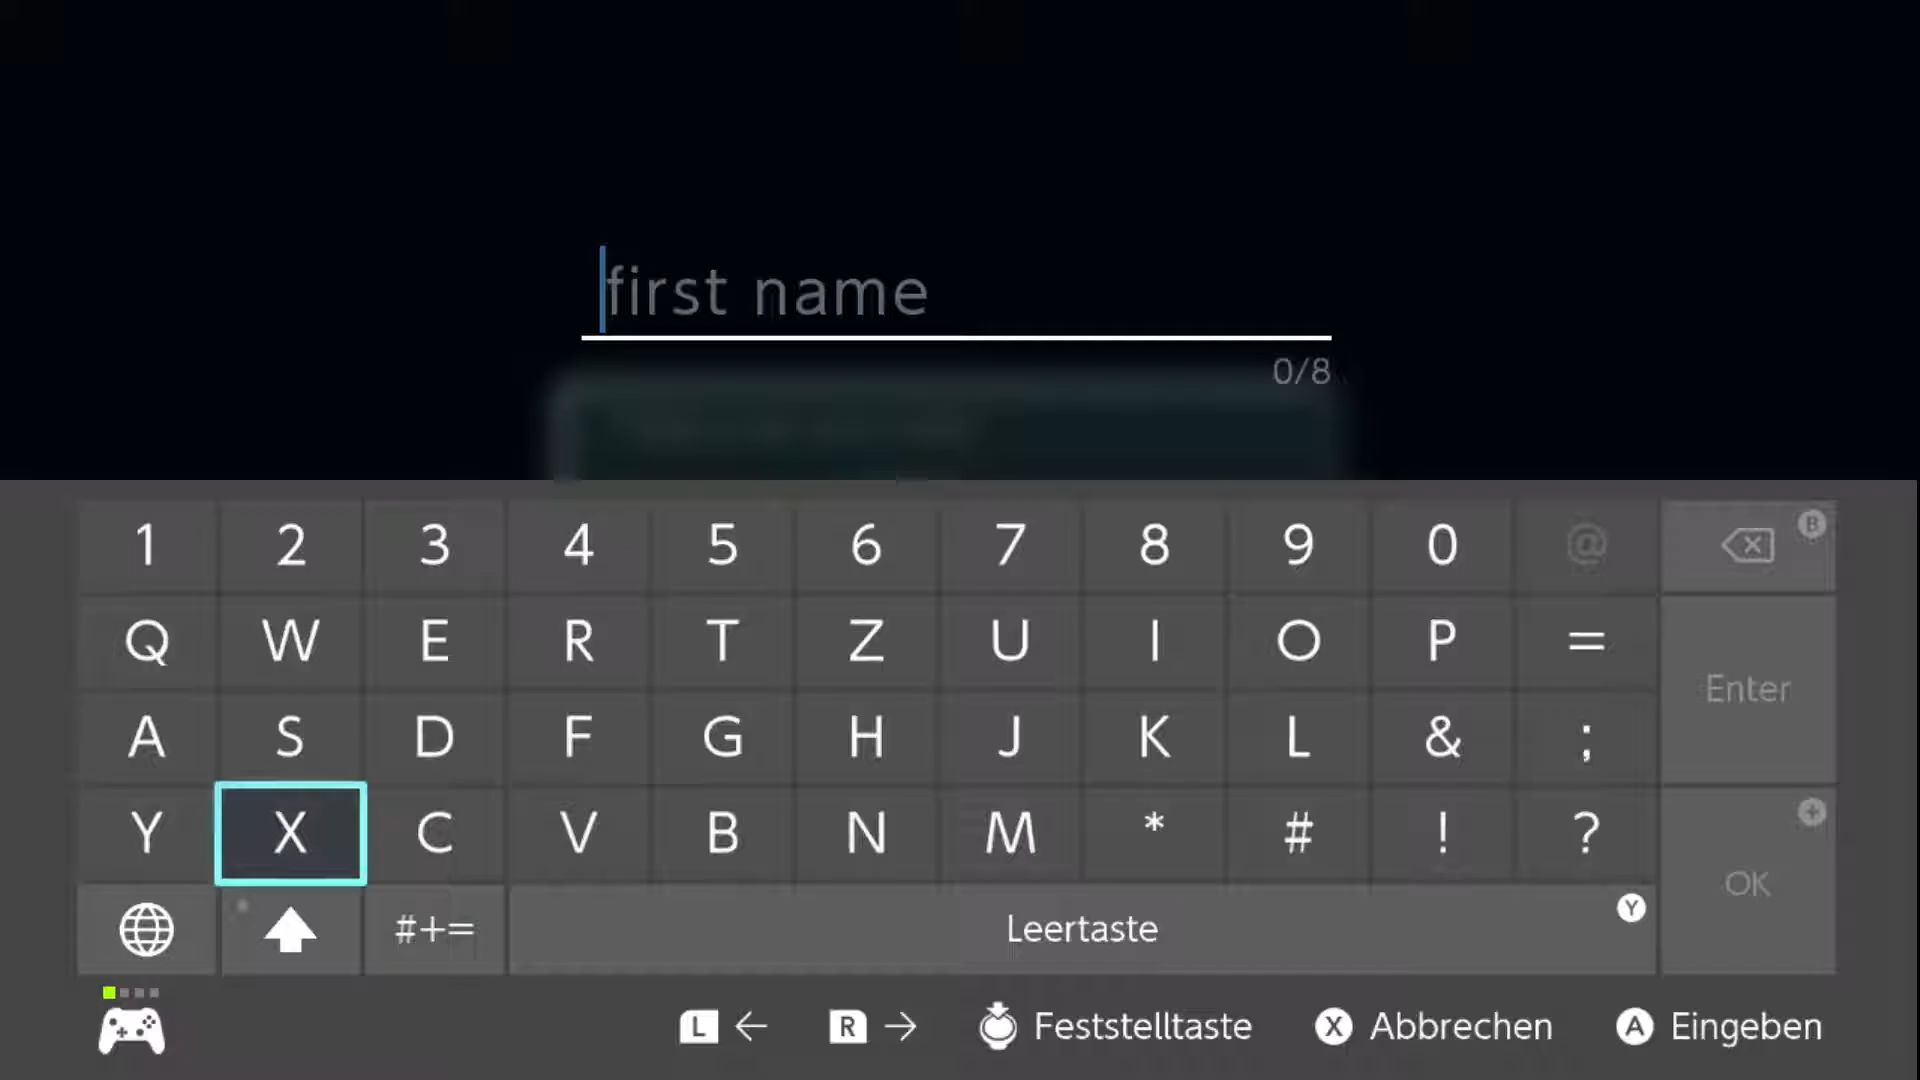 first name
0/8
1 2 3 4 5 6 7 8 9 0 @ B
Q W E R T Z U I O P =
Enter
A S D F G H J K L & ;
Y X C V B N M * # ! ? +
OK
#+= Leertaste Y
L ← R → Feststelltaste X Abbrechen A Eingeben